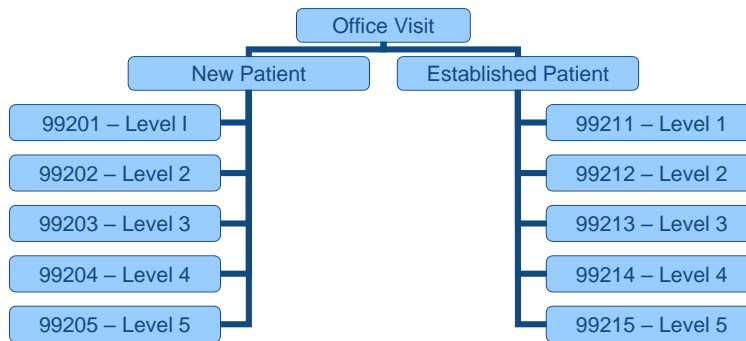 Office Visit
New Patient
Established Patient
99201 – Level I
99211 – Level 1
99202 – Level 2
99212 – Level 2
99203 – Level 3
99213 – Level 3
99204 – Level 4
99214 – Level 4
99205 – Level 5
99215 – Level 5